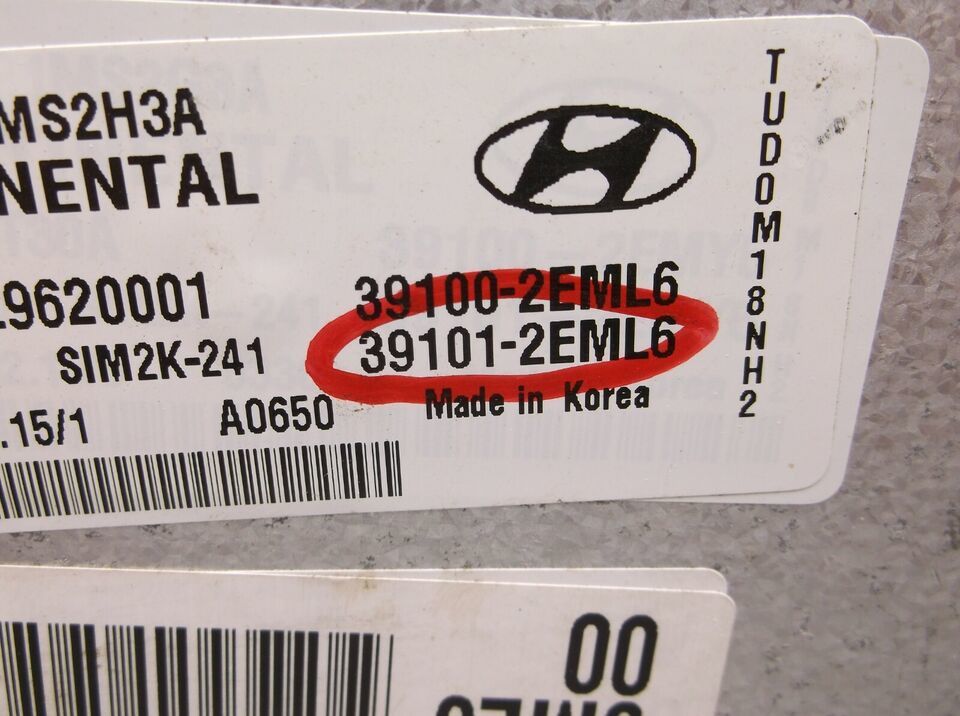 MS2H3A
NENTAL
9620001
39100-2EML6
39101-2EML6
SIM2K-241
Made in Korea
.15/1
A0650
TUD0M18NH2
00